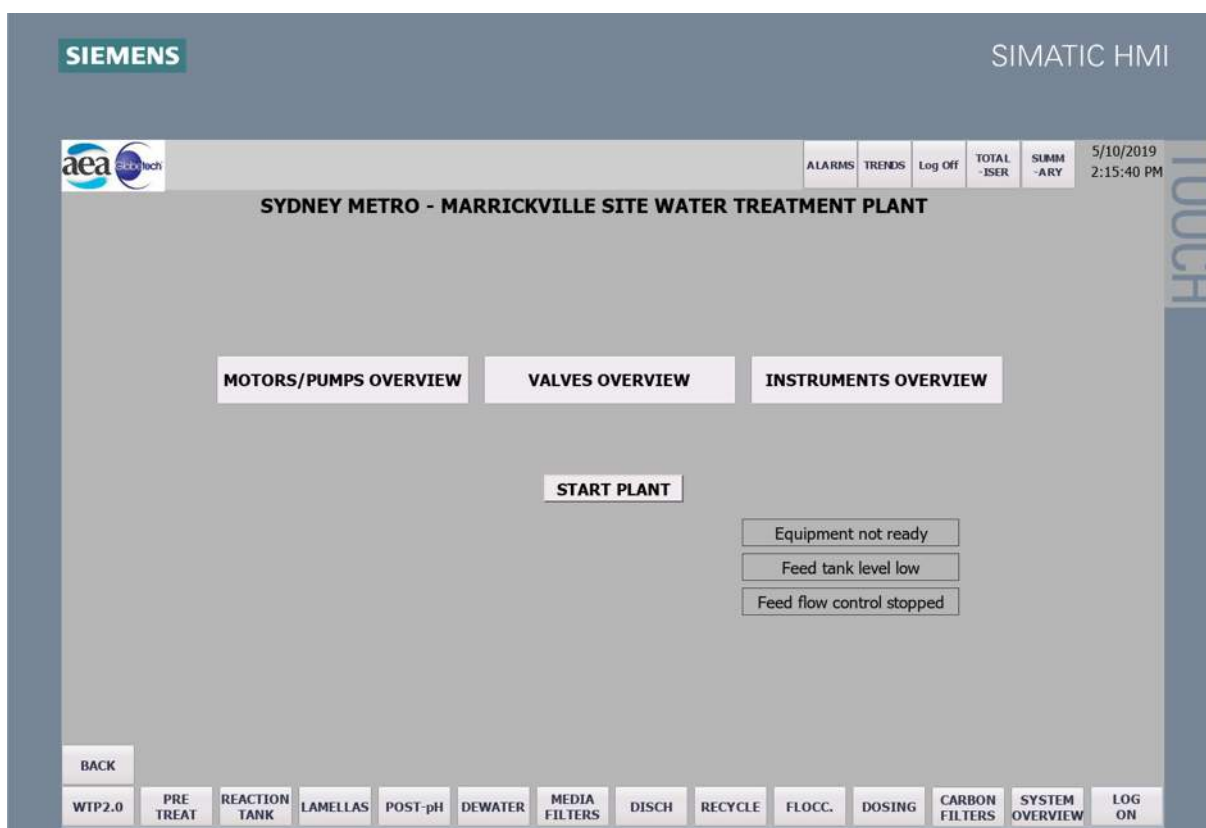 SIEMENS
SIMATIC HMI
TOUCH
aea
Globetech
ALARMS
TRENDS
Log Off
TOTAL
-ISER
SUMM
-ARY
5/10/2019
2:15:40 PM
SYDNEY METRO - MARRICKVILLE SITE WATER TREATMENT PLANT
MOTORS/PUMPS OVERVIEW
VALVES OVERVIEW
INSTRUMENTS OVERVIEW
START PLANT
Equipment not ready
Feed tank level low
Feed flow control stopped
BACK
WTP2.0
PRE
TREAT
REACTION
TANK
LAMELLAS
POST-pH
DEWATER
MEDIA
FILTERS
DISCH
RECYCLE
FLOCC.
DOSING
CARBON
FILTERS
SYSTEM
OVERVIEW
LOG
ON